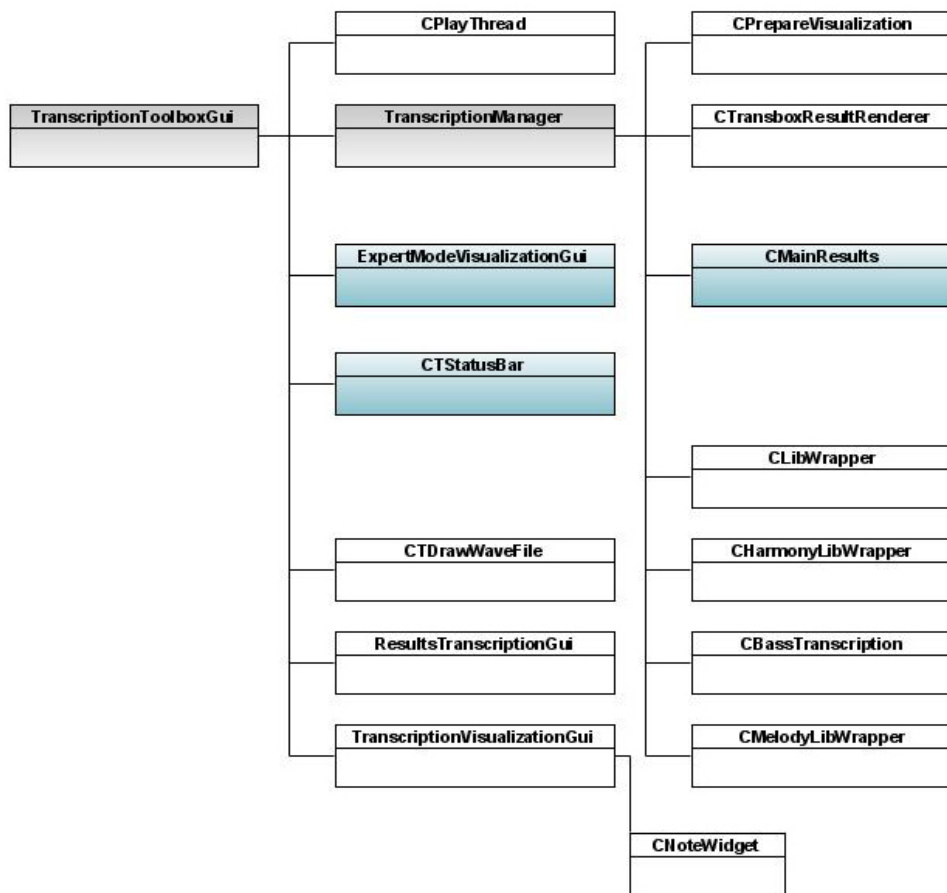 CPlayThread
CPrepareVisualization
TranscriptionToolboxGui
TranscriptionManager
CTransboxResultRenderer
ExpertModeVisualizationGui
CMainResults
CTStatusBar
CLibWrapper
CTDrawWaveFile
CHarmonyLibWrapper
ResultsTranscriptionGui
CBassTranscription
TranscriptionVisualizationGui
CMelodyLibWrapper
CNoteWidget